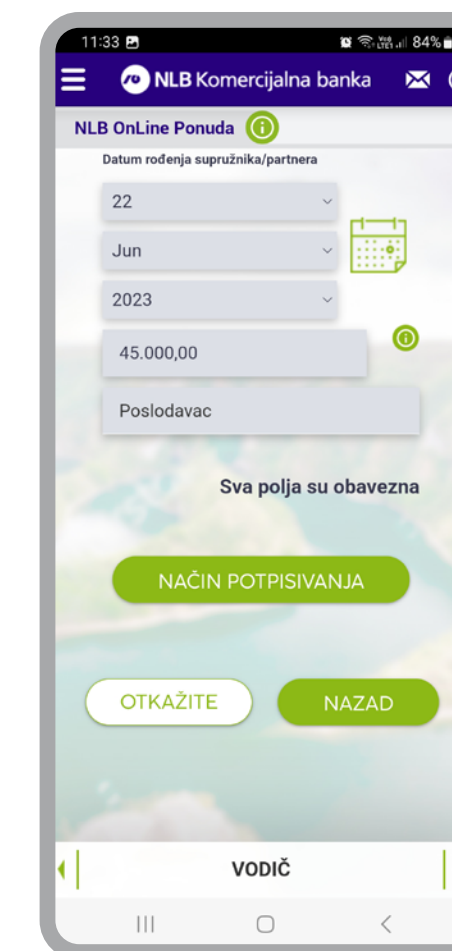 11:33
84%
NLB Komercijalna banka
NLB OnLine Ponuda
Datum rođenja supružnika/partnera
22
Jun
2023
45.000,00
Poslodavac
Sva polja su obavezna
NAČIN POTPISIVANJA
OTKAŽITE
NAZAD
VODIČ